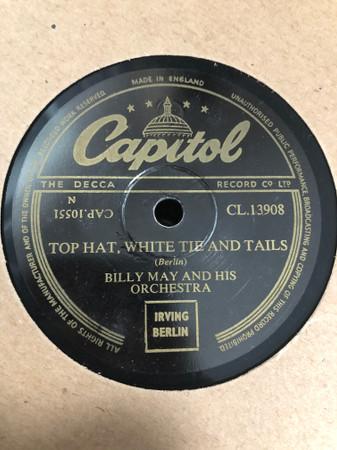 MADE IN ENGLAND
Capitol
THE DECCA RECORD Co LTD
CAP.10551
N
CL.13908
TOP HAT, WHITE TIE AND TAILS
(Berlin)
BILLY MAY AND HIS
ORCHESTRA
IRVING
BERLIN
ALL RIGHTS OF THE MANUFACTURER AND OF THE OWNER OF THE RECORDED WORK RESERVED.
UNAUTHORISED PUBLIC PERFORMANCE BROADCASTING AND COPYING OF THIS RECORD PROHIBITED.